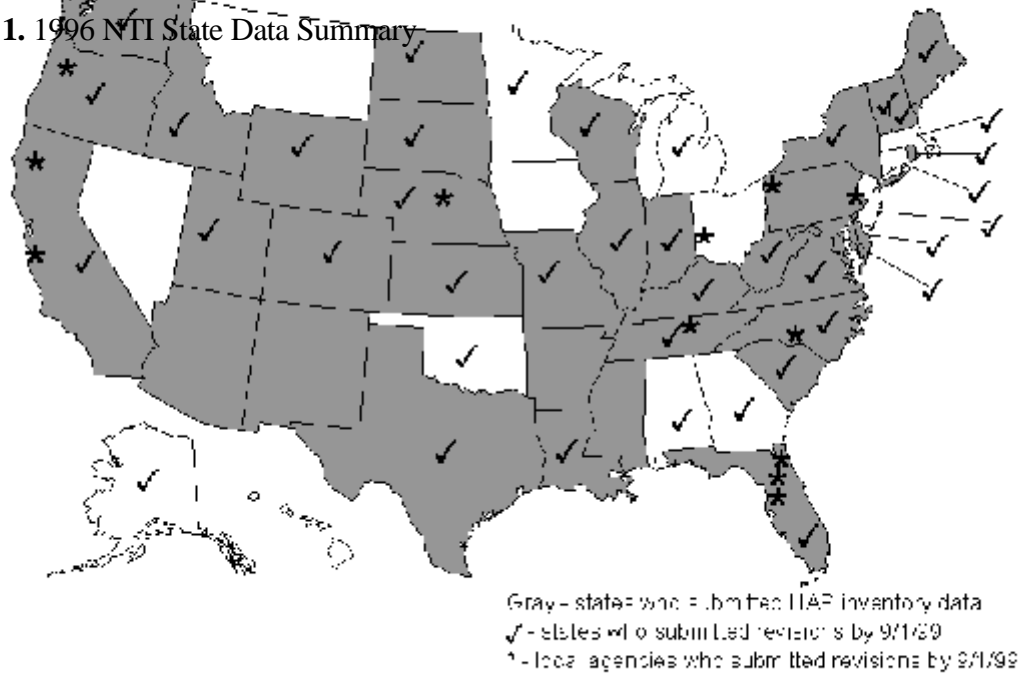 1. 1996 NTI State Data Summary
Gray - states who submitted HAP inventory data
✓ - states who submitted revisions by 9/1/99
* - local agencies who submitted revisions by 9/1/99